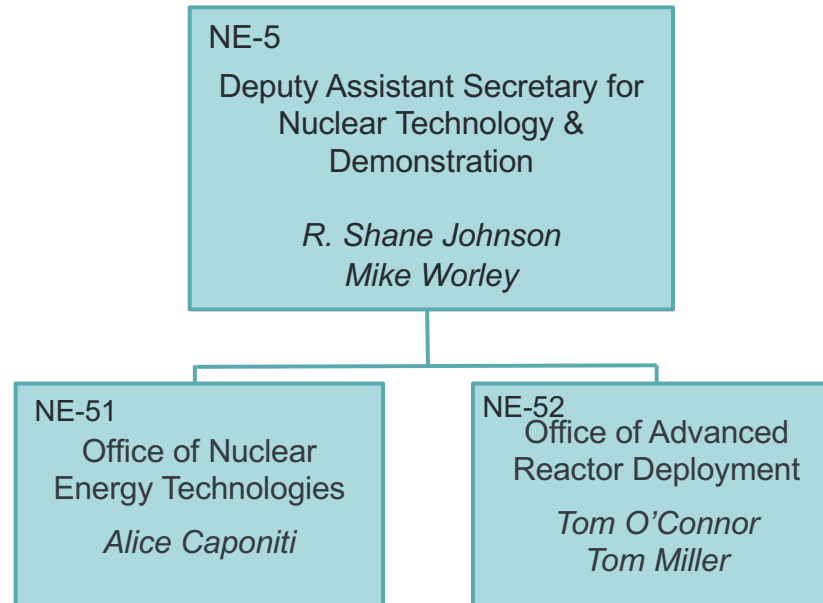 NE-5
Deputy Assistant Secretary for
Nuclear Technology &
Demonstration
R. Shane Johnson
Mike Worley
NE-51
Office of Nuclear
Energy Technologies
Alice Caponiti
NE-52
Office of Advanced
Reactor Deployment
Tom O’Connor
Tom Miller